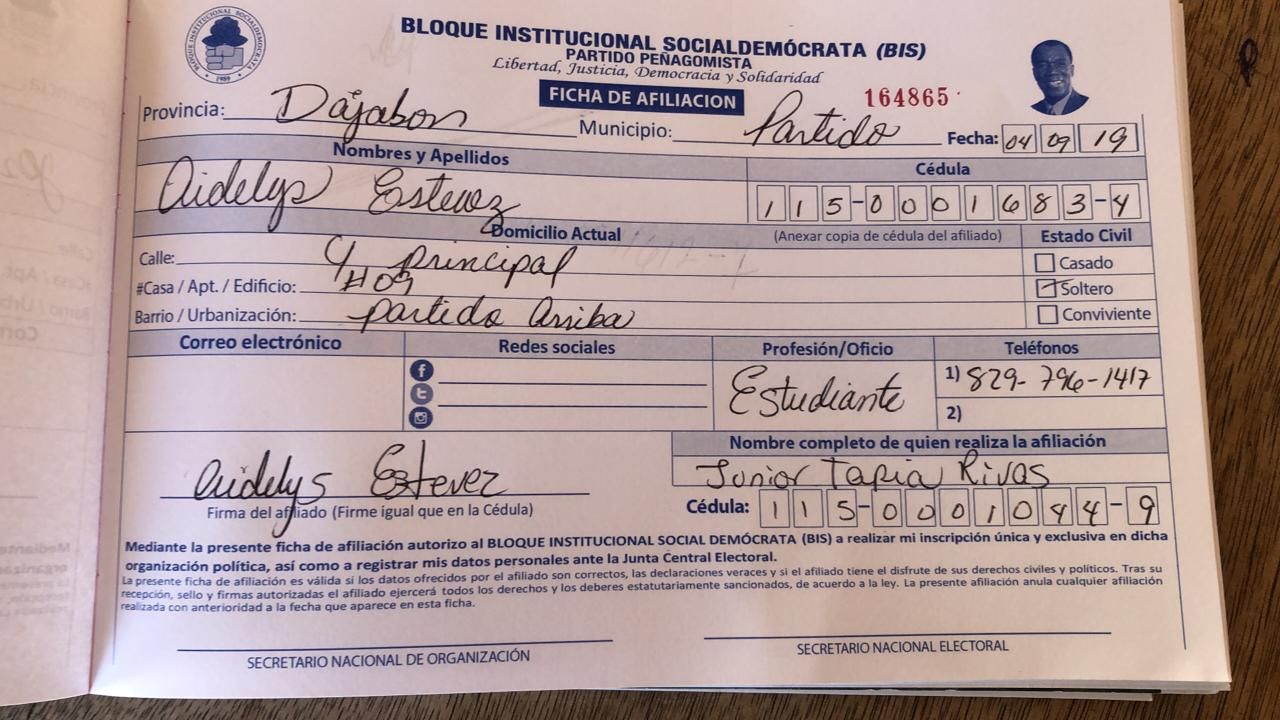 BLOQUE INSTITUCIONAL SOCIALDEMÓCRATA
1989
BLOQUE INSTITUCIONAL SOCIALDEMÓCRATA (BIS)
PARTIDO PEÑAGOMISTA
Libertad, Justicia, Democracia y Solidaridad
FICHA DE AFILIACION
164865
Provincia: Dájabon Municipio: Partido Fecha: 04 09 19
Nombres y Apellidos
Aidelys Estevez
Cédula
115-0001683-4
Domicilio Actual
(Anexar copia de cédula del afiliado)
Estado Civil
Calle: C/ principal
#Casa / Apt. / Edificio: #09
Barrio / Urbanización: partido Arriba
Casado
Soltero
Conviviente
Correo electrónico
Redes sociales
Profesión/Oficio
Estudiante
Teléfonos
1) 829-796-1417
2)
Aidelys Estevez
Firma del afiliado (Firme igual que en la Cédula)
Nombre completo de quien realiza la afiliación
Junior Tapia Rivas
Cédula: 115-0001044-9
Mediante la presente ficha de afiliación autorizo al BLOQUE INSTITUCIONAL SOCIAL DEMÓCRATA (BIS) a realizar mi inscripción única y exclusiva en dicha
organización política, así como a registrar mis datos personales ante la Junta Central Electoral.
La presente ficha de afiliación es válida si los datos ofrecidos por el afiliado son correctos, las declaraciones veraces y si el afiliado tiene el disfrute de sus derechos civiles y políticos. Tras su
recepción, sello y firmas autorizadas el afiliado ejercerá todos los derechos y los deberes estatutariamente sancionados, de acuerdo a la ley. La presente afiliación anula cualquier afiliación
realizada con anterioridad a la fecha que aparece en esta ficha.
SECRETARIO NACIONAL DE ORGANIZACIÓN
SECRETARIO NACIONAL ELECTORAL